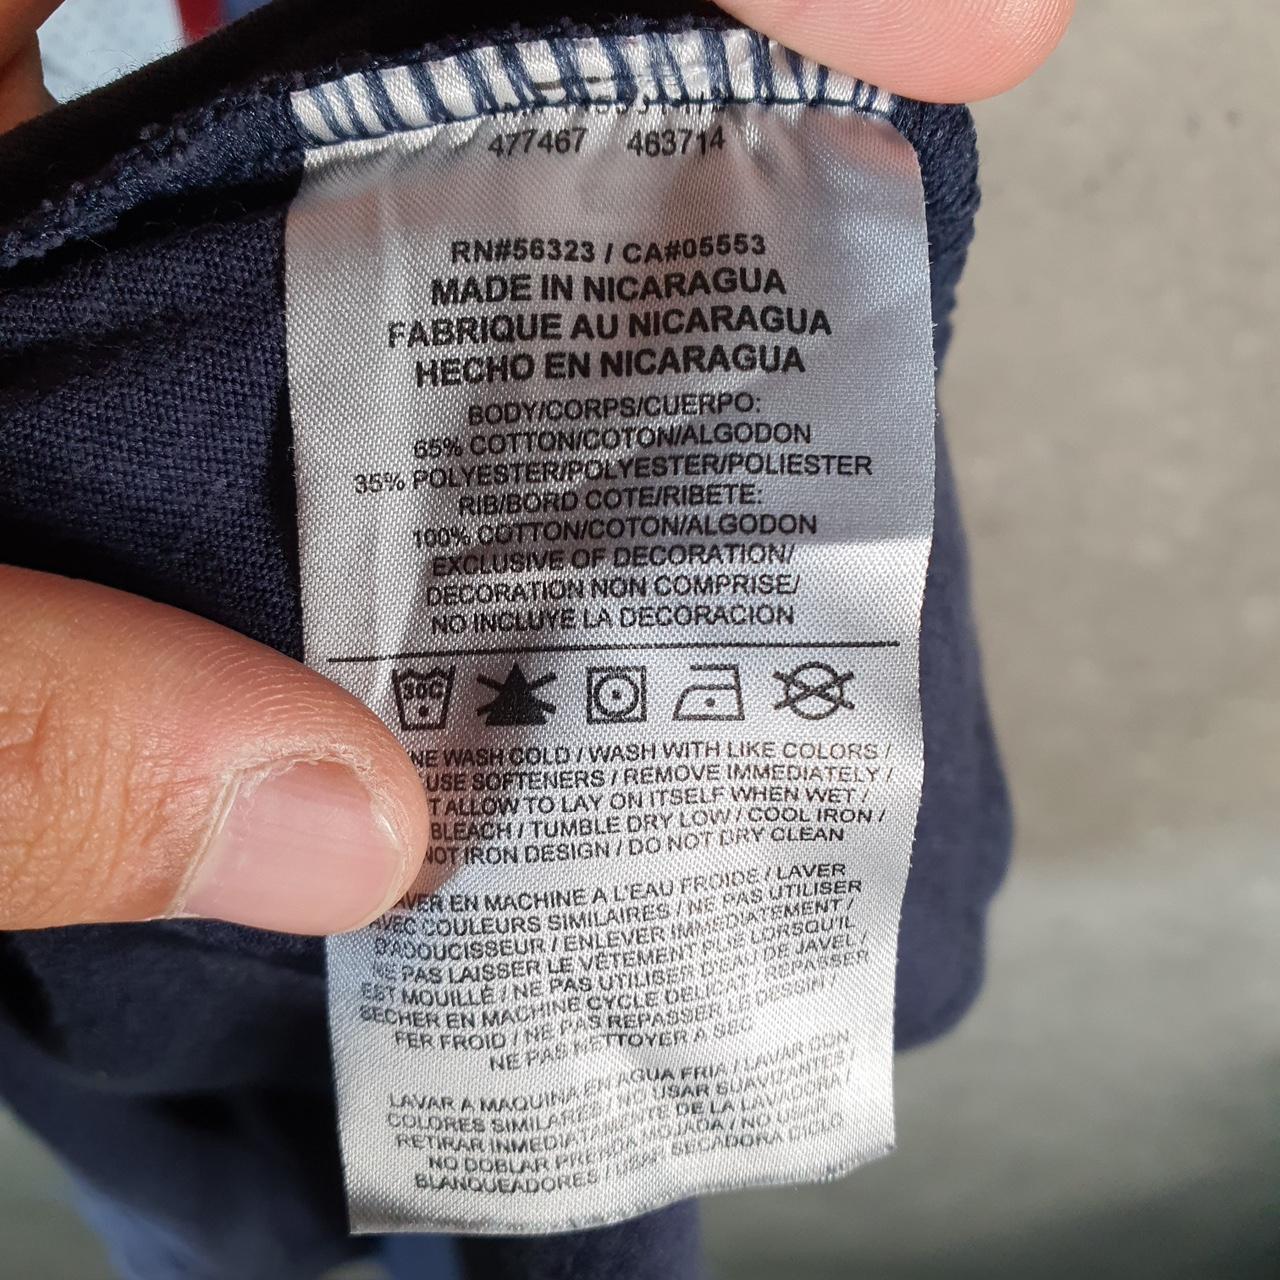 477467 463714
RN#56323 / CA#05553
MADE IN NICARAGUA
FABRIQUE AU NICARAGUA
HECHO EN NICARAGUA
BODY/CORPS/CUERPO:
65% COTTON/COTON/ALGODON
35% POLYESTER/POLYESTER/POLIESTER
RIB/BORD COTE/RIBETE:
100% COTTON/COTON/ALGODON
EXCLUSIVE OF DECORATION/
DECORATION NON COMPRISE/
NO INCLUYE LA DECORACION
30C
NE WASH COLD / WASH WITH LIKE COLORS /
USE SOFTENERS / REMOVE IMMEDIATELY /
T ALLOW TO LAY ON ITSELF WHEN WET /
BLEACH / TUMBLE DRY LOW / COOL IRON /
NOT IRON DESIGN / DO NOT DRY CLEAN
AVER EN MACHINE A L'EAU FROIDE / LAVER
AVEC COULEURS SIMILAIRES / NE PAS UTILISER
D'ADOUCISSEUR / ENLEVER IMMEDIATEMENT /
NE PAS LAISSER LE VÊTEMENT PLIE LORSQU'IL
EST MOUILLÉ / NE PAS UTILISER D'EAU DE JAVEL /
SECHER EN MACHINE CYCLE DELICAT / REPASSER
FER FROID / NE PAS REPASSER LE DESSIN /
NE PAS NETTOYER A SEC
LAVAR A MAQUINA EN AGUA FRIA / LAVAR CON
COLORES SIMILARES / NO USAR SUAVIZANTES /
RETIRAR INMEDIATAMENTE DE LA LAVADORA /
NO DOBLAR PRENDA MOJADA / NO USAR
BLANQUEADORES / USAR SECADORA CICLO